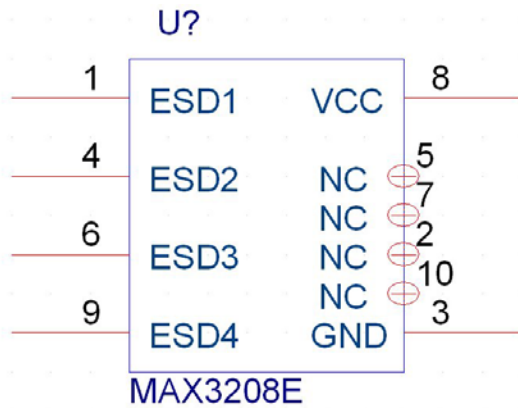 U?
1 ESD1 VCC 8
4 ESD2 NC 5
NC 7
6 ESD3 NC 2
NC 10
9 ESD4 GND 3
MAX3208E